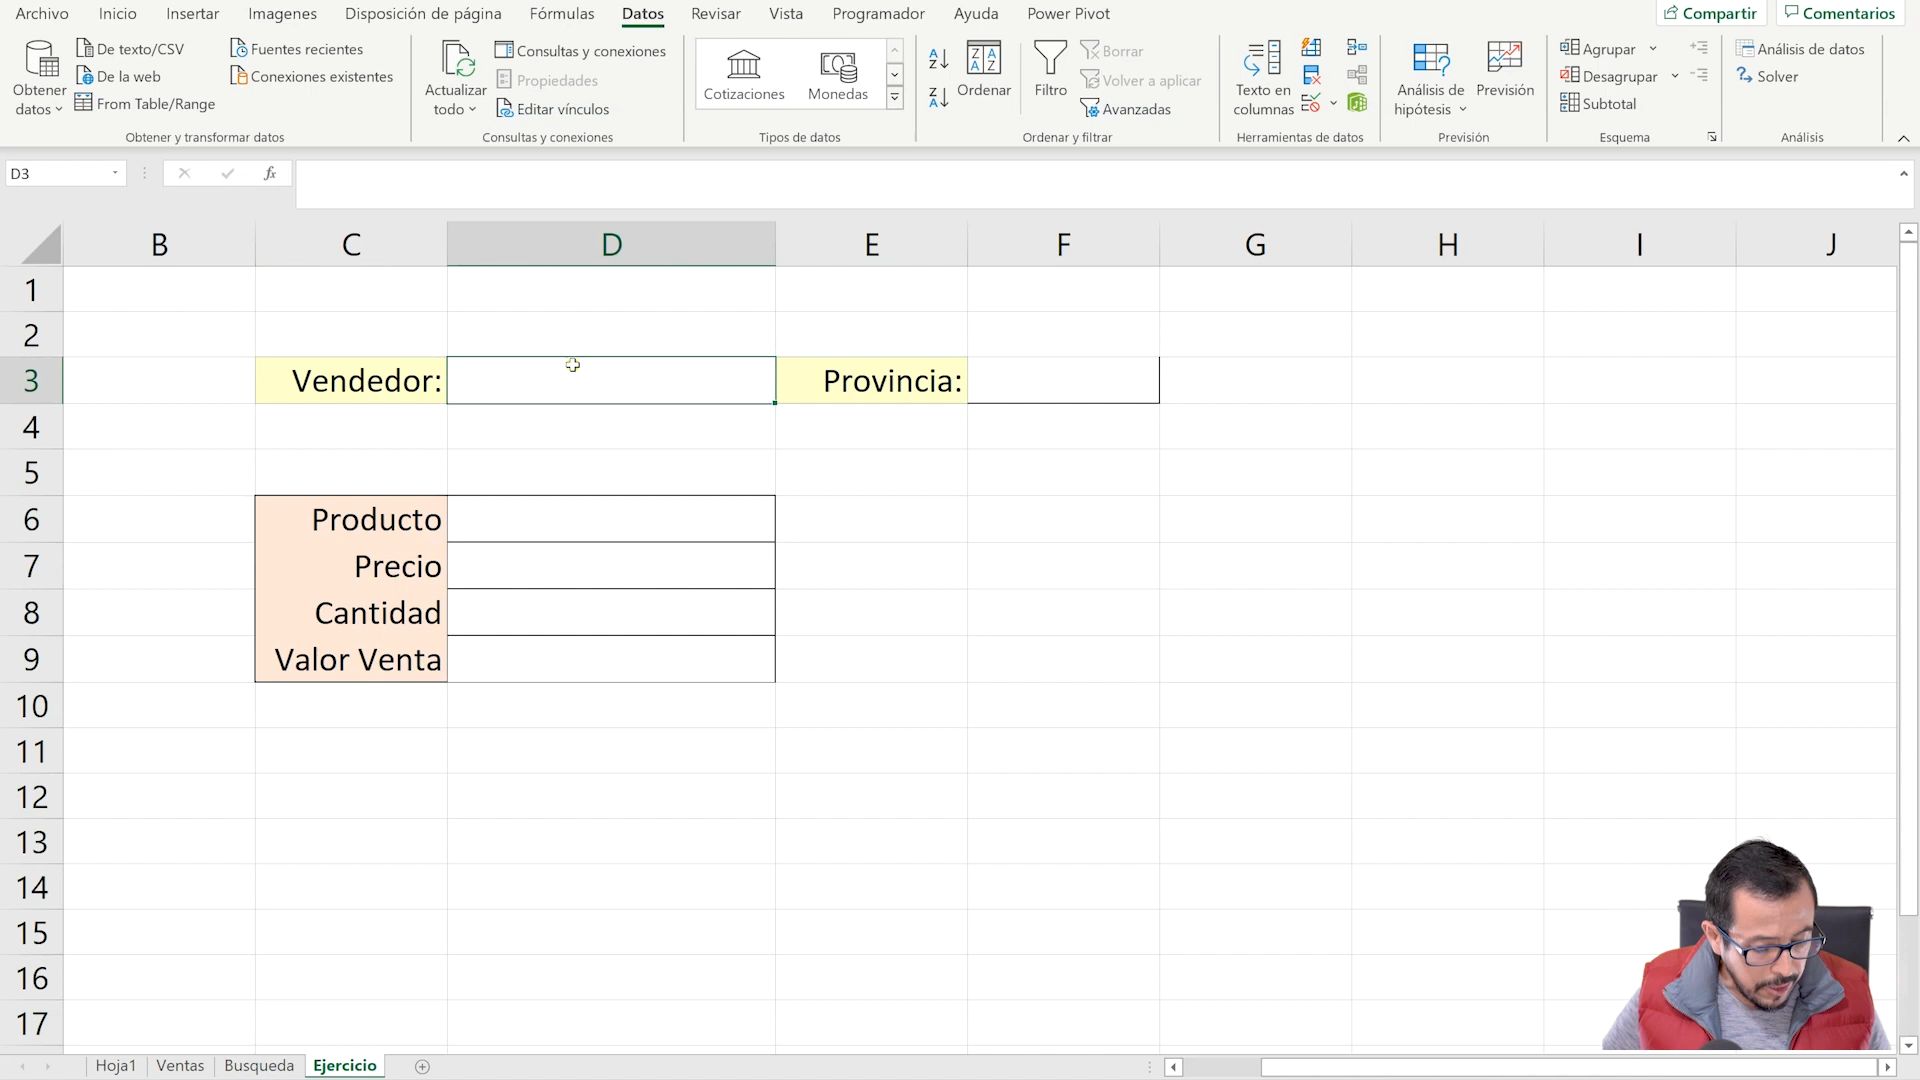 Archivo Inicio Insertar Imagenes Disposición de página Fórmulas Datos Revisar Vista Programador Ayuda Power Pivot Compartir Comentarios
Obtener datos
De texto/CSV
De la web
From Table/Range
Fuentes recientes
Conexiones existentes
Obtener y transformar datos
Actualizar todo
Consultas y conexiones
Propiedades
Editar vínculos
Consultas y conexiones
Cotizaciones Monedas
Tipos de datos
Ordenar
Filtro
Borrar
Volver a aplicar
Avanzadas
Ordenar y filtrar
Texto en columnas
Herramientas de datos
Análisis de hipótesis
Previsión
Previsión
Agrupar
Desagrupar
Subtotal
Esquema
Análisis de datos
Solver
Análisis
D3 fx
B C D E F G H I J
1
2
3 Vendedor: Provincia:
4
5
6 Producto
7 Precio
8 Cantidad
9 Valor Venta
10
11
12
13
14
15
16
17
Hoja1 Ventas Busqueda Ejercicio